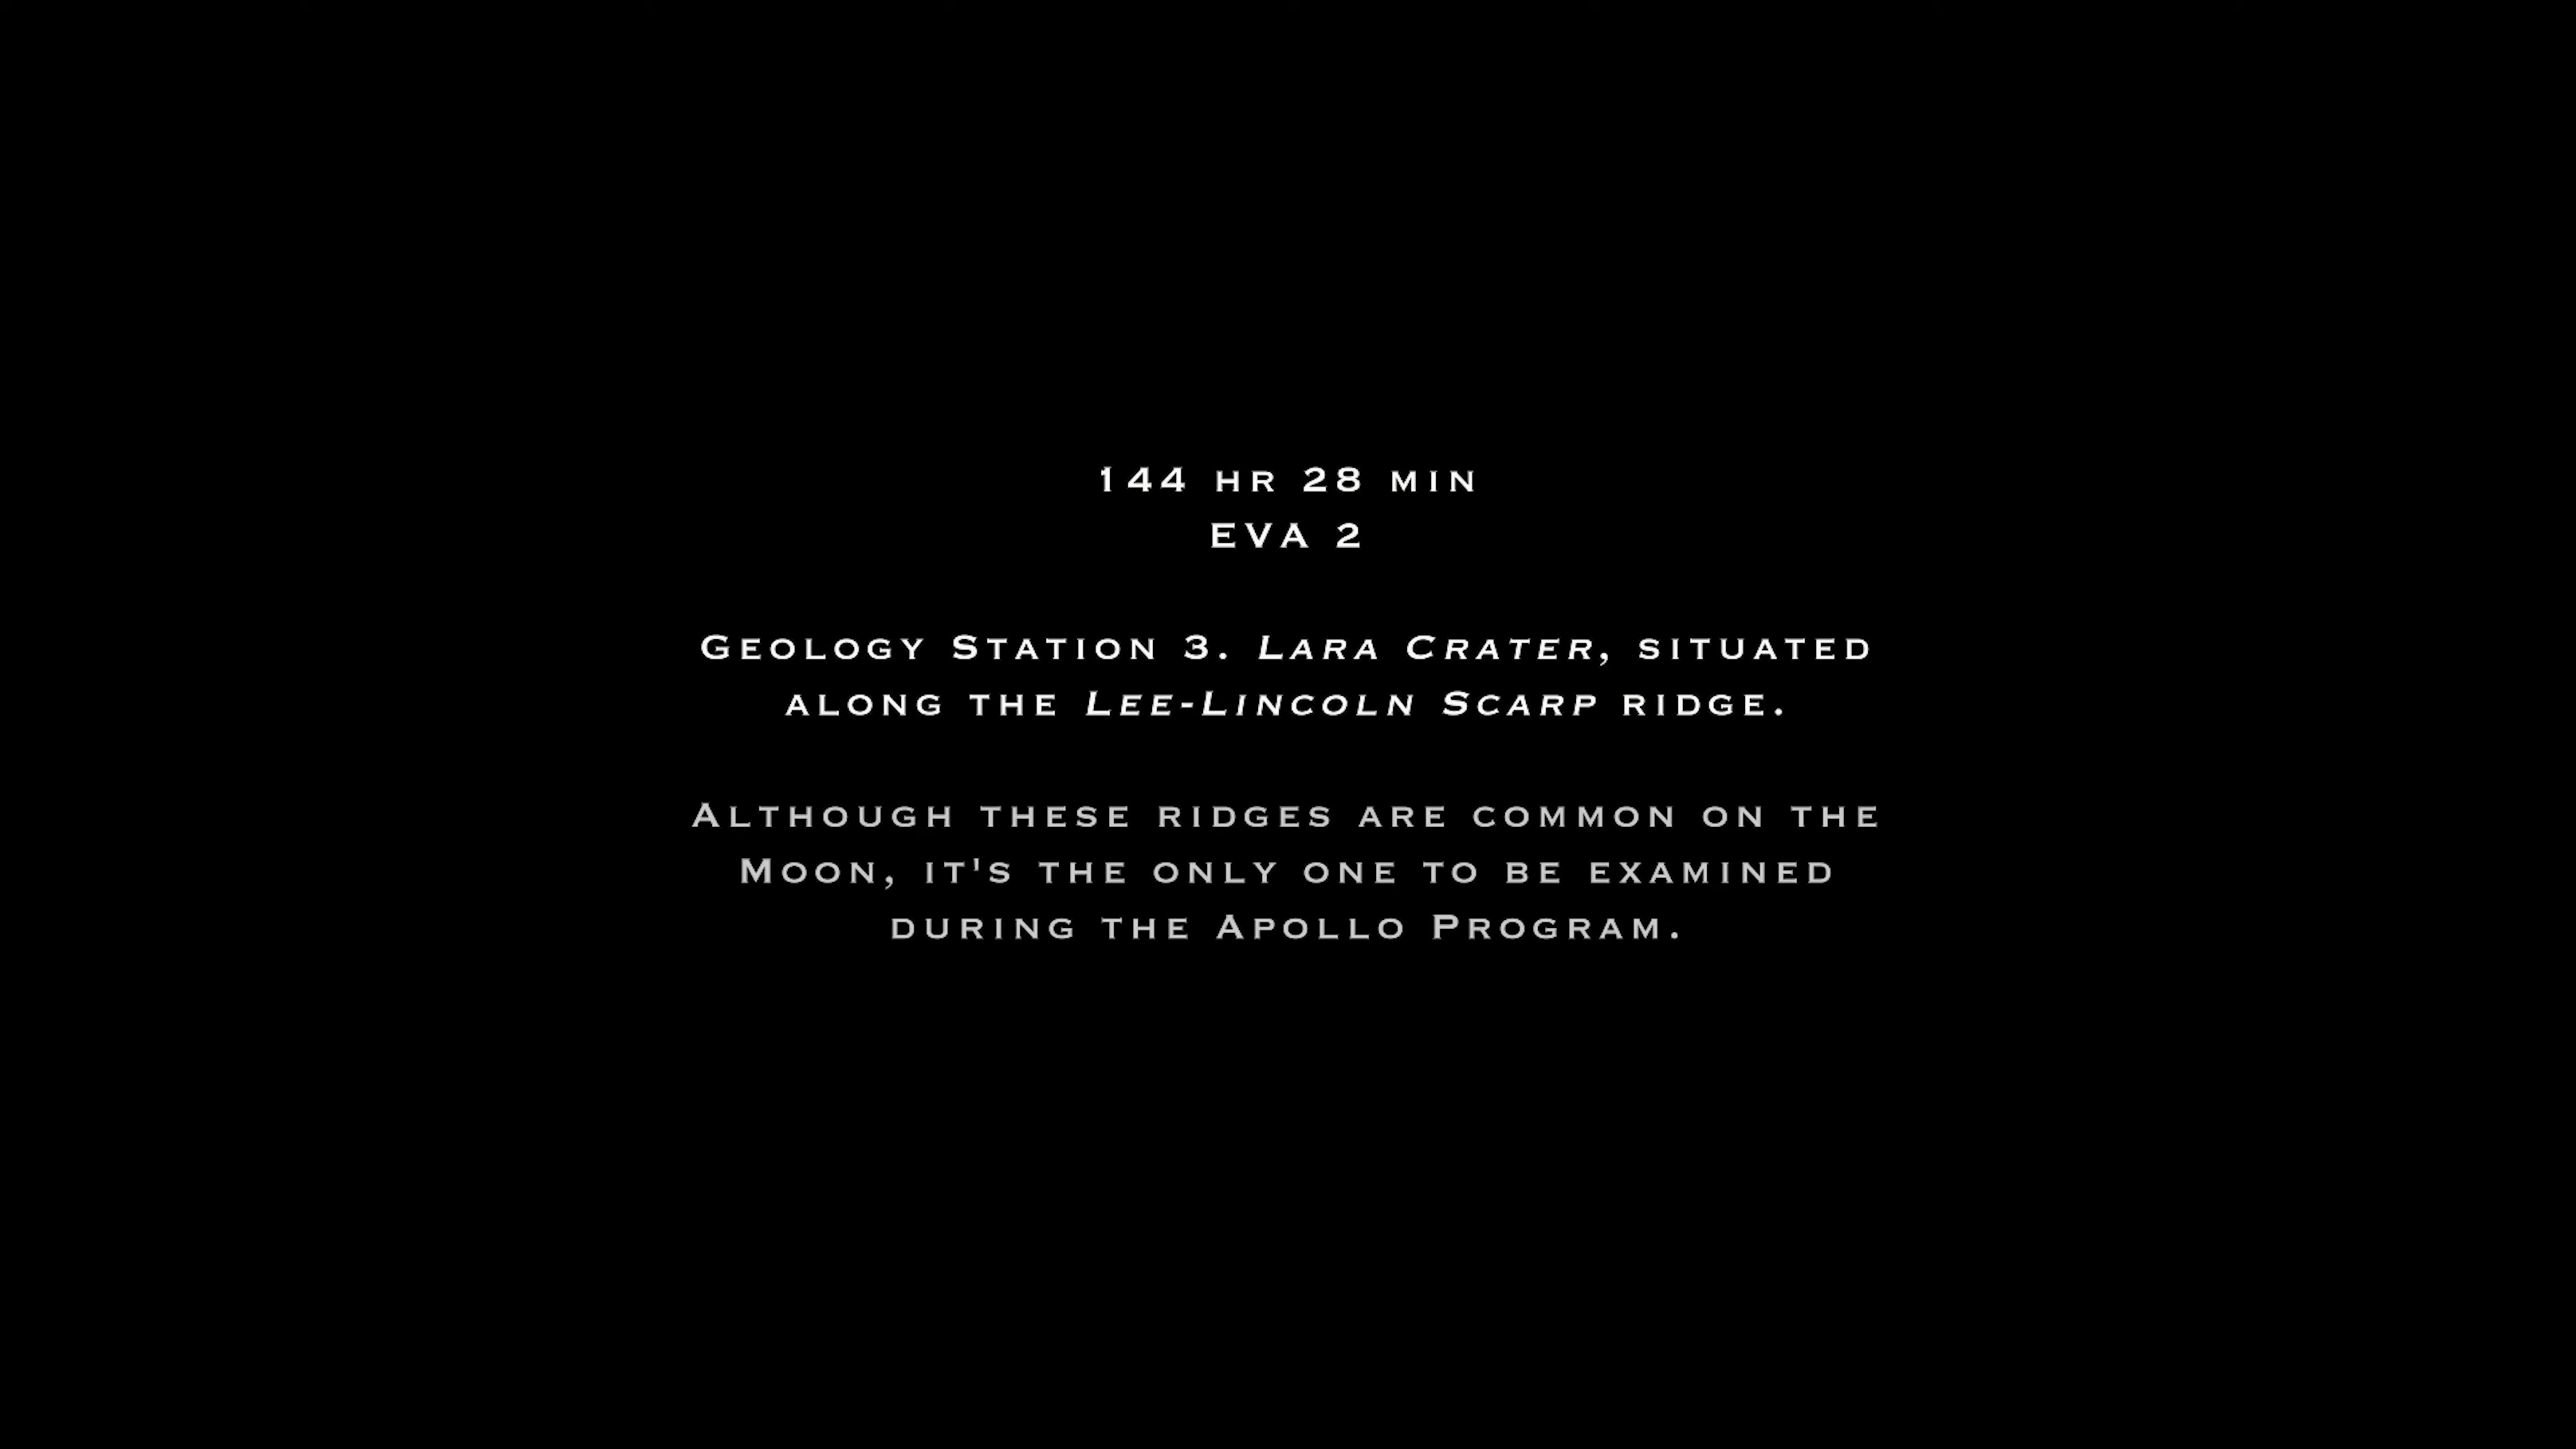 144 HR 28 MIN
EVA 2
GEOLOGY STATION 3. LARA CRATER, SITUATED
ALONG THE LEE-LINCOLN SCARP RIDGE.
ALTHOUGH THESE RIDGES ARE COMMON ON THE
MOON, IT'S THE ONLY ONE TO BE EXAMINED
DURING THE APOLLO PROGRAM.